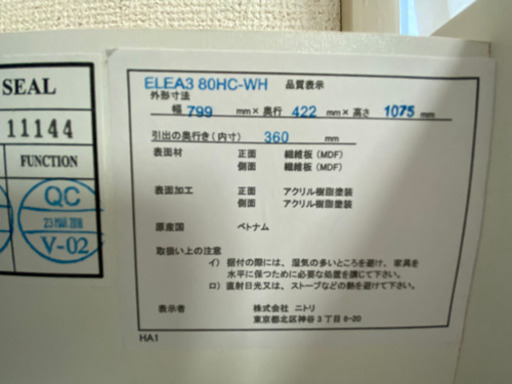 SEAL
11144
FUNCTION
QC
V-02
ELEA3 80HC-WH 品質表示
外形寸法
幅 799 mm× 奥行 422 mm× 高さ 1075 mm
引出の奥行き(内寸) 360 mm
表面材 正面 繊維板(MDF)
側面 繊維板(MDF)
表面加工 正面 アクリル樹脂塗装
側面 アクリル樹脂塗装
原産国 ベトナム
取扱い上の注意
イ) 据付の際には、湿気の多いところを避け、家具を
水平に保つために必要な処置を講じて下さい。
ロ) 直射日光又は、ストーブなどの熱を避けて下さい。
表示者 株式会社 ニトリ
東京都北区神谷3丁目6-20
HA1